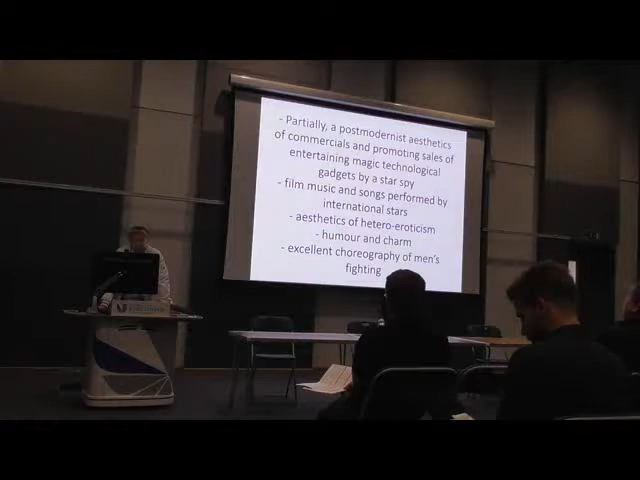 - Partially, a postmodernist aesthetics
of commercials and promoting sales of
entertaining magic technological
gadgets by a star spy
- film music and songs performed by
international stars
- aesthetics of hetero-eroticism
- humour and charm
- excellent choreography of men's
fighting